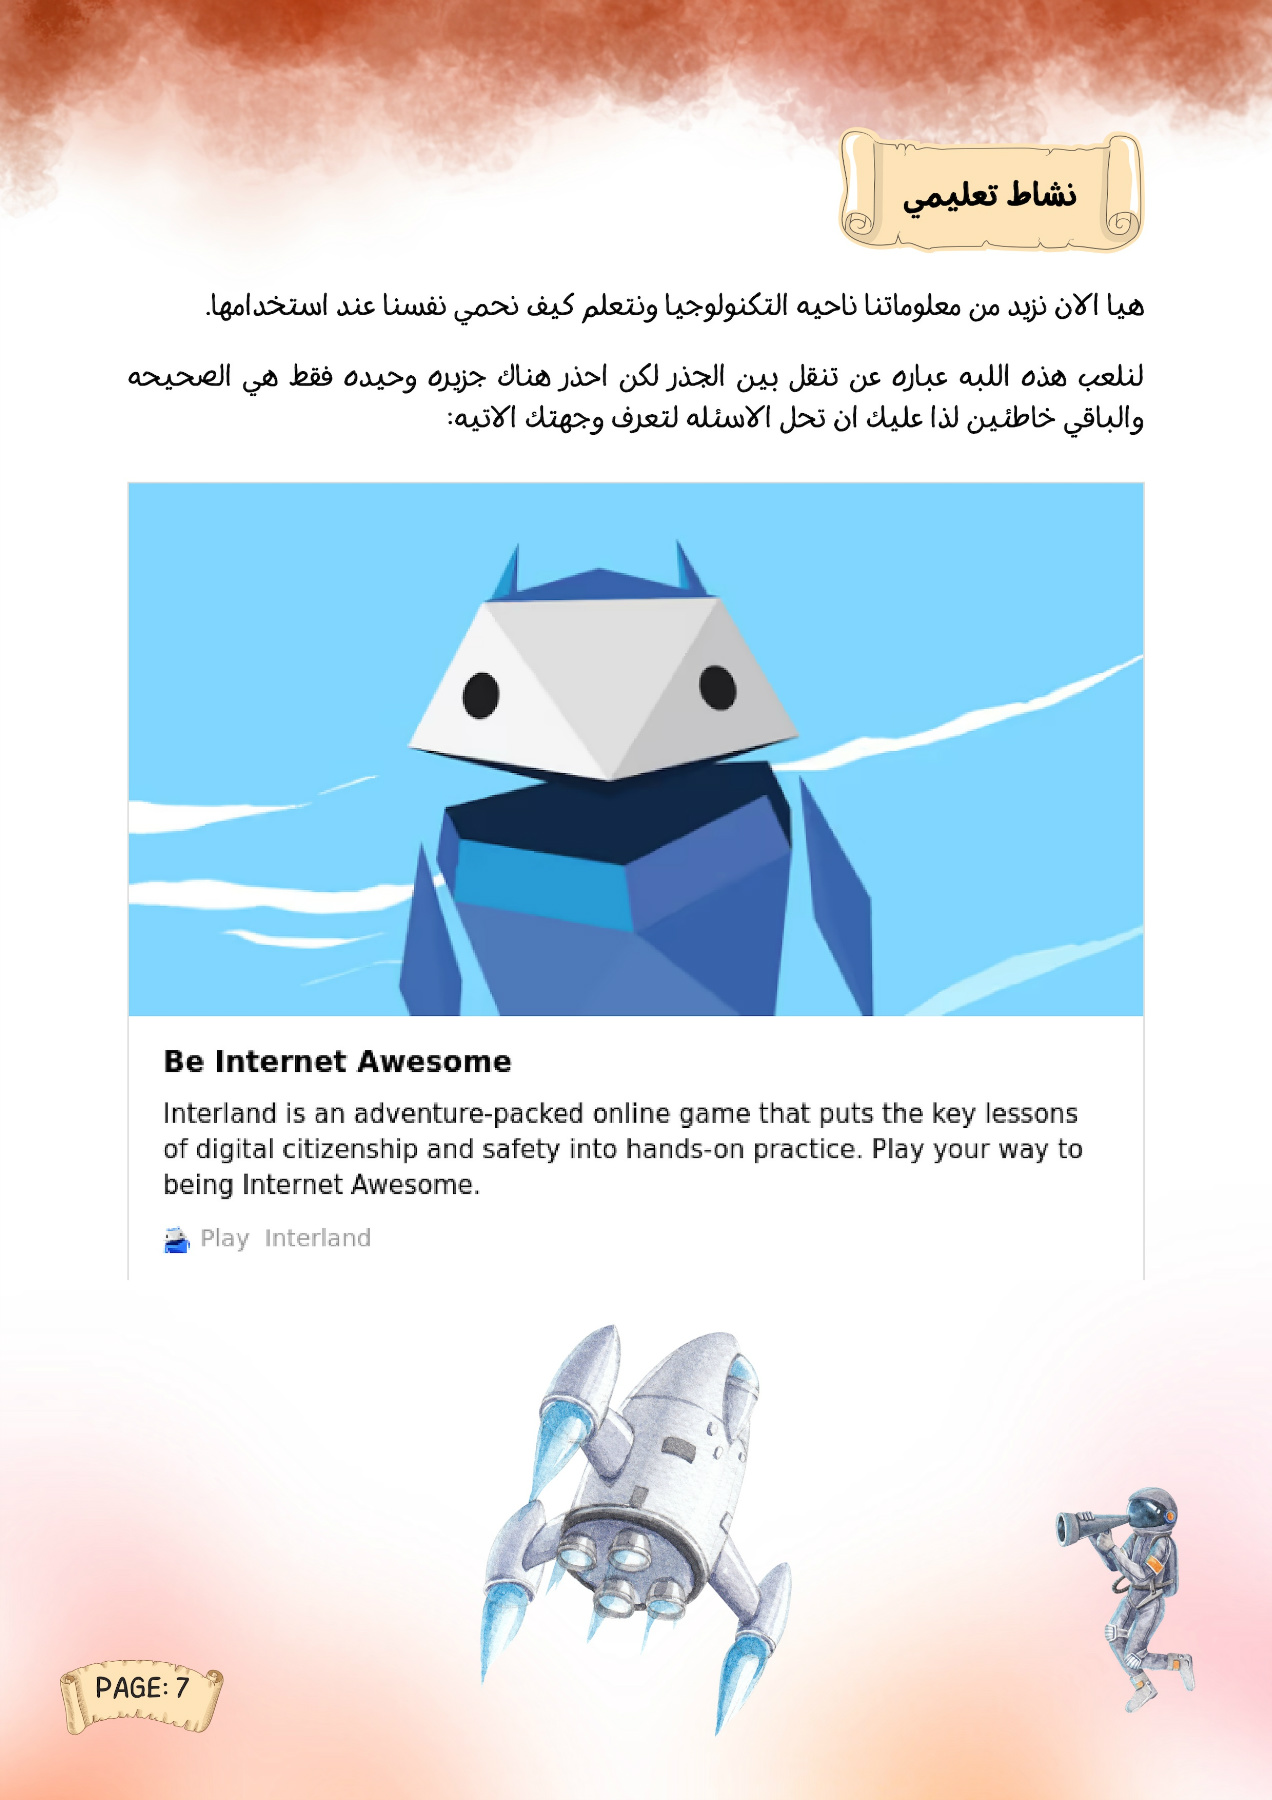 نشاط تعليمي
هيا الان نزيد من معلوماتنا ناحيه التكنولوجيا ونتعلم كيف نحمي نفسنا عند استخدامها.
لنلعب هذه اللبه عباره عن تنقل بين الجذر لكن احذر هناك جزيره وحيده فقط هي الصحيحه
والباقي خاطئين لذا عليك ان تحل الاسئله لتعرف وجهتك الاتيه:
Be Internet Awesome
Interland is an adventure-packed online game that puts the key lessons
of digital citizenship and safety into hands-on practice. Play your way to
being Internet Awesome.
Play Interland
PAGE: 7